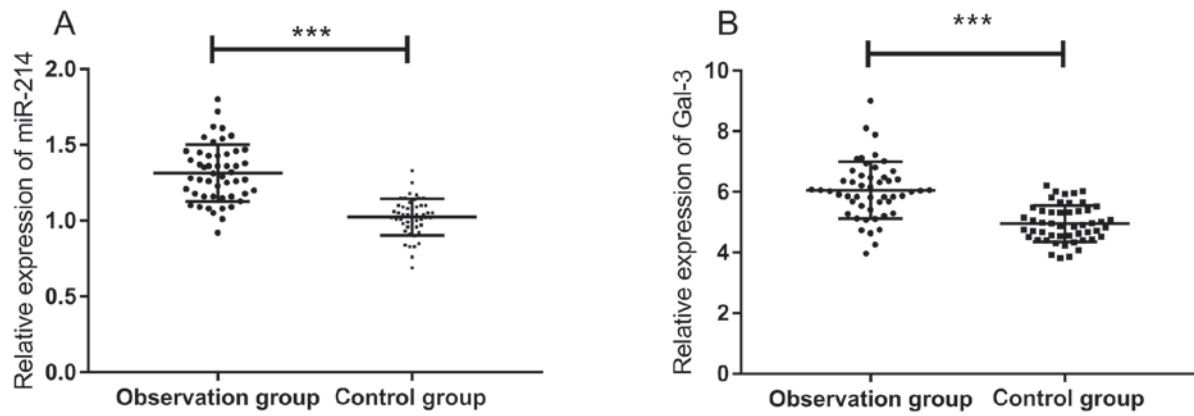 A
***
Relative expression of miR-214
2.0
1.5
1.0
0.5
0.0
Observation group
Control group
B
***
Relative expression of Gal-3
10
8
6
4
2
0
Observation group
Control group